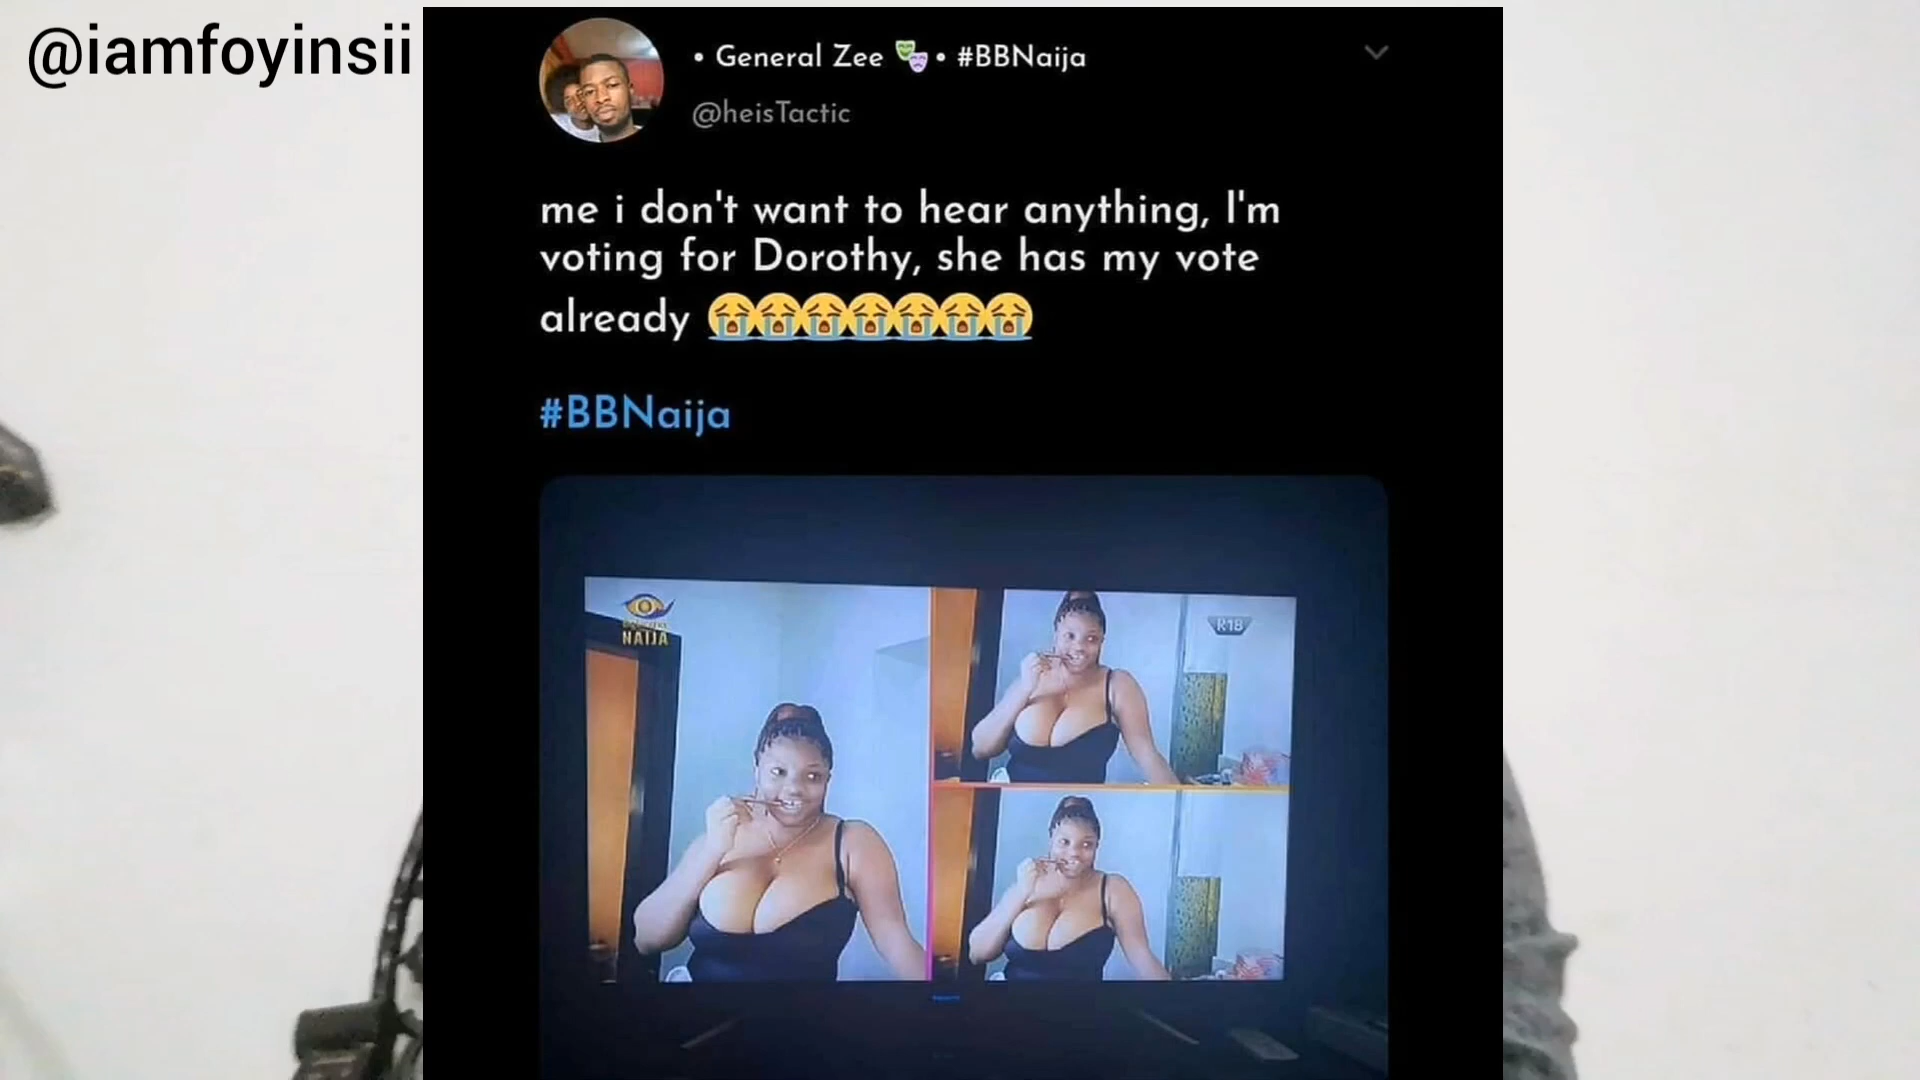 @iamfoyinsii
• General Zee 🎭 • #BBNaija
@heisTactic
me i don't want to hear anything, I'm
voting for Dorothy, she has my vote
already 😭😭😭😭😭😭😭
#BBNaija
NAIJA
R18